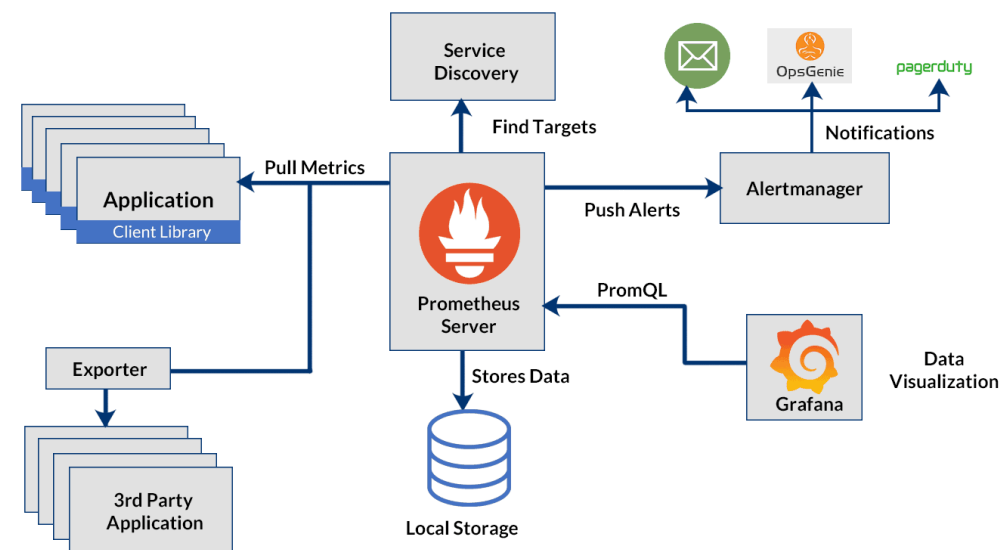 Service
Discovery
OpsGenie
pagerduty
Find Targets
Notifications
Pull Metrics
Application
Client Library
Alertmanager
Push Alerts
Prometheus
Server
PromQL
Exporter
Stores Data
Grafana
Data
Visualization
3rd Party
Application
Local Storage